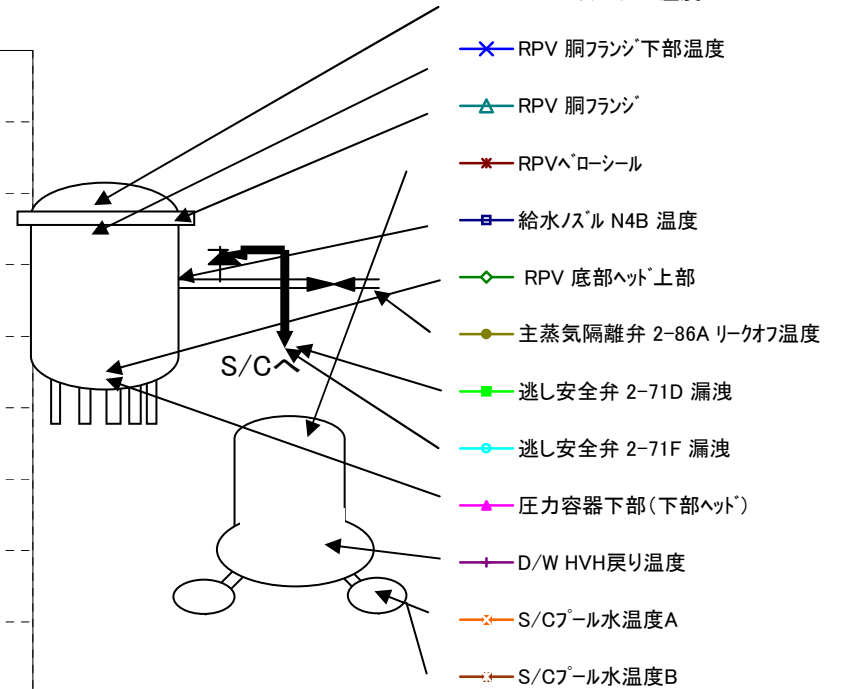 RPV 胴フランジ下部温度
RPV 胴フランジ
RPVベローシール
給水ノズル N4B 温度
RPV 底部ヘッド上部
主蒸気隔離弁 2-86A リークオフ温度
S/Cへ
逃し安全弁 2-71D 漏洩
逃し安全弁 2-71F 漏洩
圧力容器下部(下部ヘッド)
D/W HVH戻り温度
S/Cプール水温度A
S/Cプール水温度B